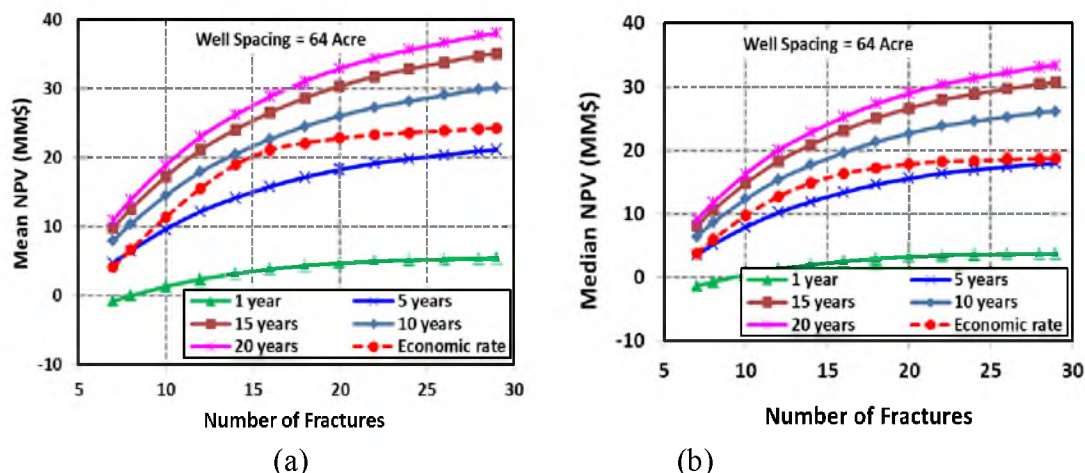 40
30
20
10
0
-10
Mean NPV (MM$)
Well Spacing = 64 Acre
1 year
5 years
15 years
10 years
20 years
Economic rate
5 10 15 20 25 30
Number of Fractures
(a)
40
30
20
10
0
-10
Median NPV (MM$)
Well Spacing = 64 Acre
1 year
5 years
15 years
10 years
20 years
Economic rate
5 10 15 20 25 30
Number of Fractures
(b)